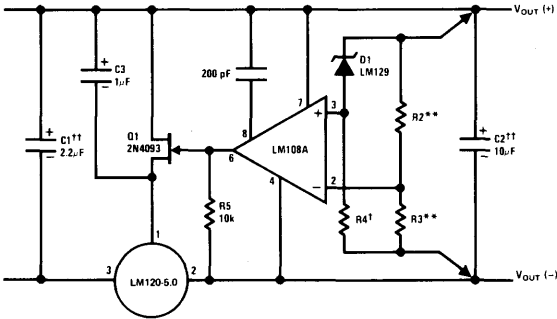 VOUT (+)
C3
+
1μF
−
200 pF
D1
LM129
7
8
3
+
R2**
+
C1††
2.2μF
−
Q1
2N4093
6
LM108A
+
C2††
10μF
−
4
−
2
R5
10k
R4†
R3**
1
3
LM120-5.0
2
VOUT (−)